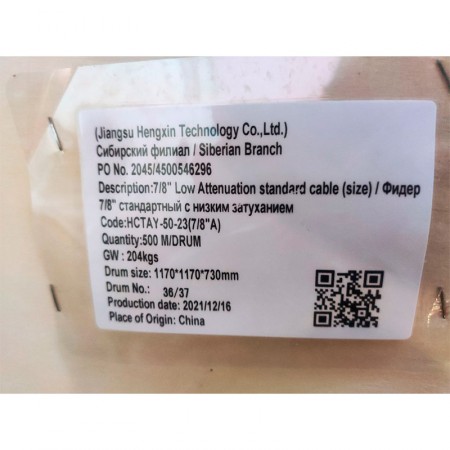 (Jiangsu Hengxin Technology Co.,Ltd.)
Сибирский филиал / Siberian Branch
PO No. 2045/4500546296
Description:7/8" Low Attenuation standard cable (size) / Фидер
7/8" стандартный с низким затуханием
Code:HCTAY-50-23(7/8"A)
Quantity:500 M/DRUM
GW : 204kgs
Drum size: 1170*1170*730mm
Drum No.: 36/37
Production date: 2021/12/16
Place of Origin: China